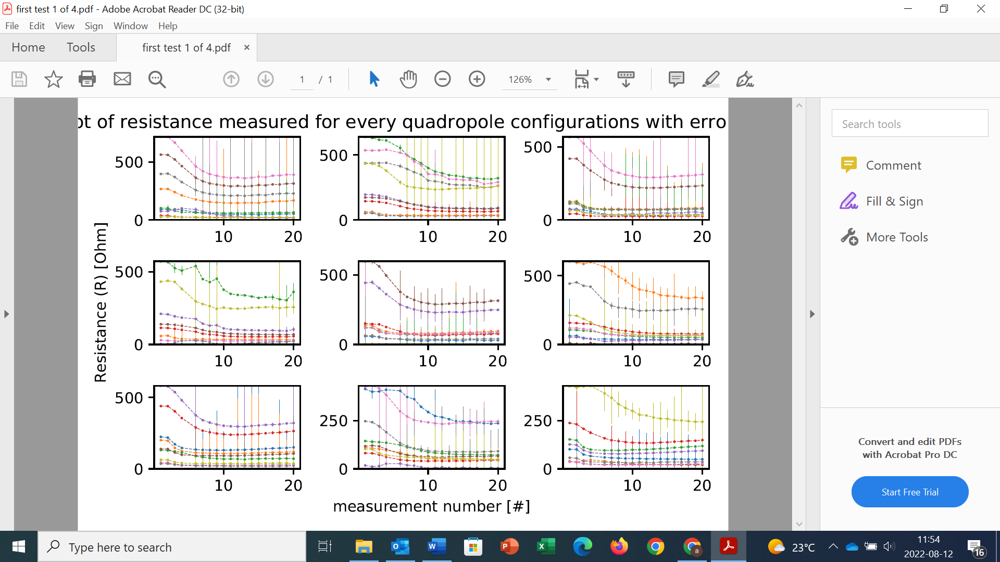 first test 1 of 4.pdf - Adobe Acrobat Reader DC (32-bit)
File Edit View Sign Window Help
Home Tools first test 1 of 4.pdf ×
1 / 1 126%
ot of resistance measured for every quadropole configurations with erro
500
0
10 20
500
0
10 20
500
0
10 20
500
0
10 20
500
0
10 20
500
0
10 20
500
0
10 20
250
0
10 20
250
0
10 20
Resistance (R) [Ohm]
measurement number [#]
Search tools
Comment
Fill & Sign
More Tools
Convert and edit PDFs
with Acrobat Pro DC
Start Free Trial
Type here to search
23°C
11:54
2022-08-12
16